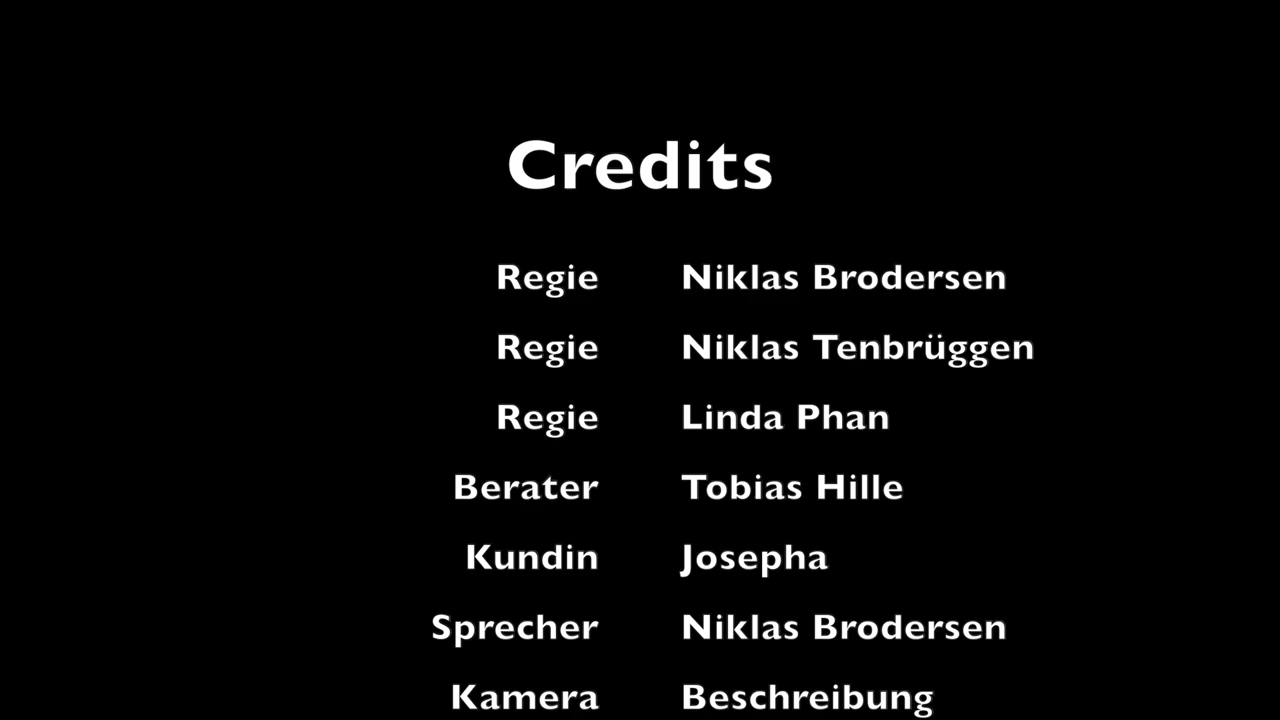 Credits
Regie Niklas Brodersen
Regie Niklas Tenbrüggen
Regie Linda Phan
Berater Tobias Hille
Kundin Josepha
Sprecher Niklas Brodersen
Kamera Beschreibung